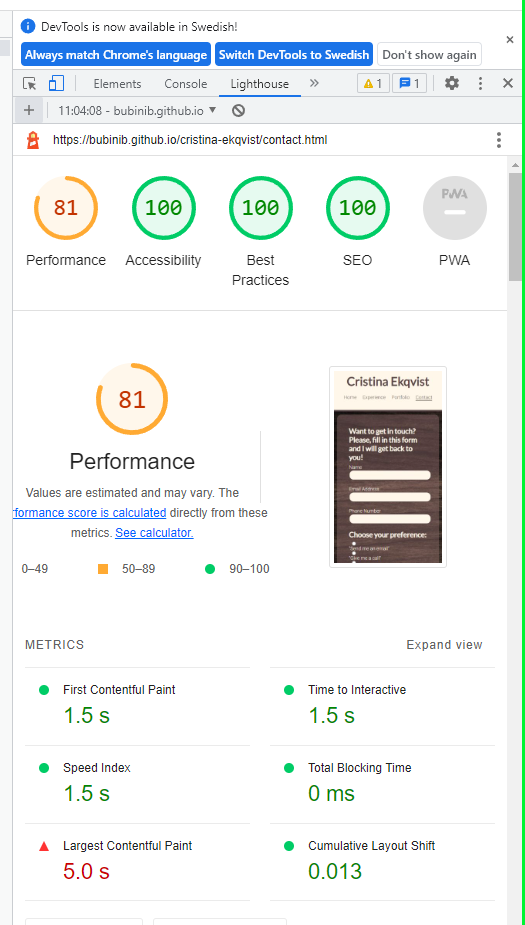 DevTools is now available in Swedish!
Always match Chrome's language Switch DevTools to Swedish Don't show again
Elements Console Lighthouse » 1 1
+ 11:04:08 - bubinib.github.io
https://bubinib.github.io/cristina-ekqvist/contact.html
81 100 100 100 PWA
Performance Accessibility Best Practices SEO PWA
81
Performance
Values are estimated and may vary. The
formance score is calculated directly from these
metrics. See calculator.
0–49 50–89 90–100
Cristina Ekqvist
Home Experience Portfolio Contact
Want to get in touch?
Please, fill in this form
and I will get back to
you!
Name
Email Address
Phone Number
Choose your preference:
"Send me an email"
"Give me a call"
METRICS Expand view
First Contentful Paint Time to Interactive
1.5 s 1.5 s
Speed Index Total Blocking Time
1.5 s 0 ms
Largest Contentful Paint Cumulative Layout Shift
5.0 s 0.013